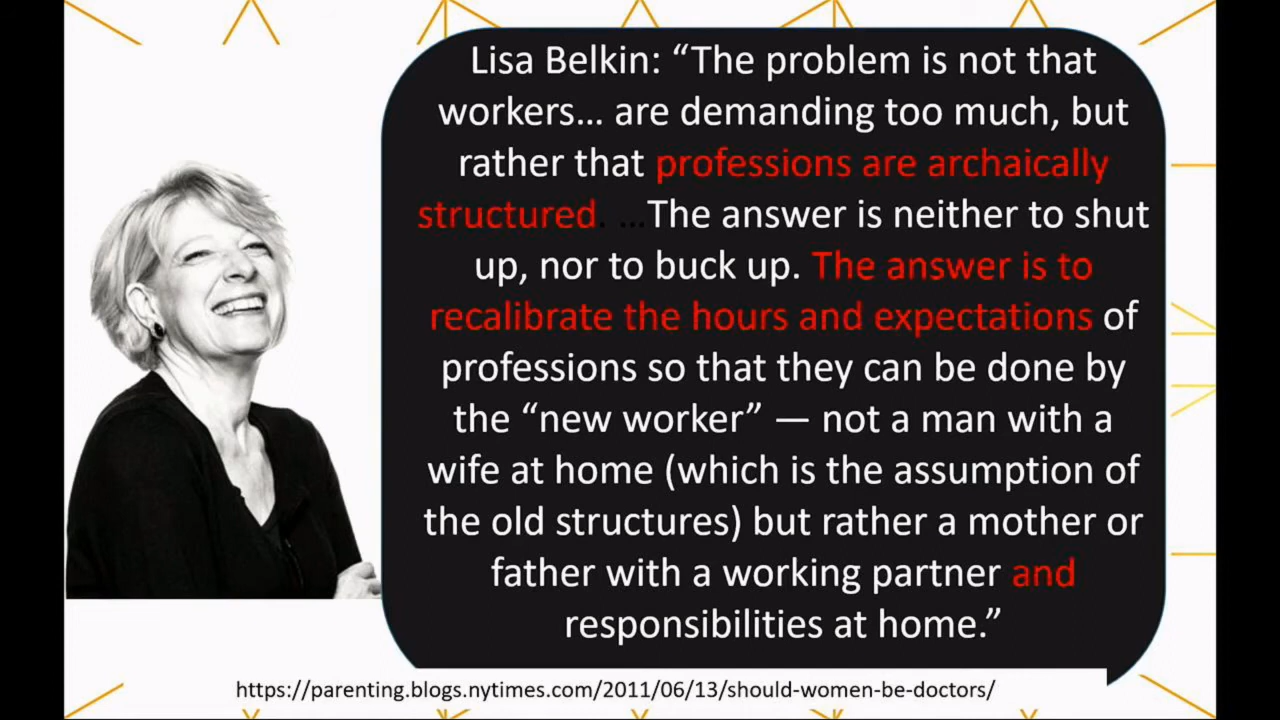 Lisa Belkin: “The problem is not that
workers… are demanding too much, but
rather that professions are archaically
structured. …The answer is neither to shut
up, nor to buck up. The answer is to
recalibrate the hours and expectations of
professions so that they can be done by
the “new worker” — not a man with a
wife at home (which is the assumption of
the old structures) but rather a mother or
father with a working partner and
responsibilities at home.”
https://parenting.blogs.nytimes.com/2011/06/13/should-women-be-doctors/